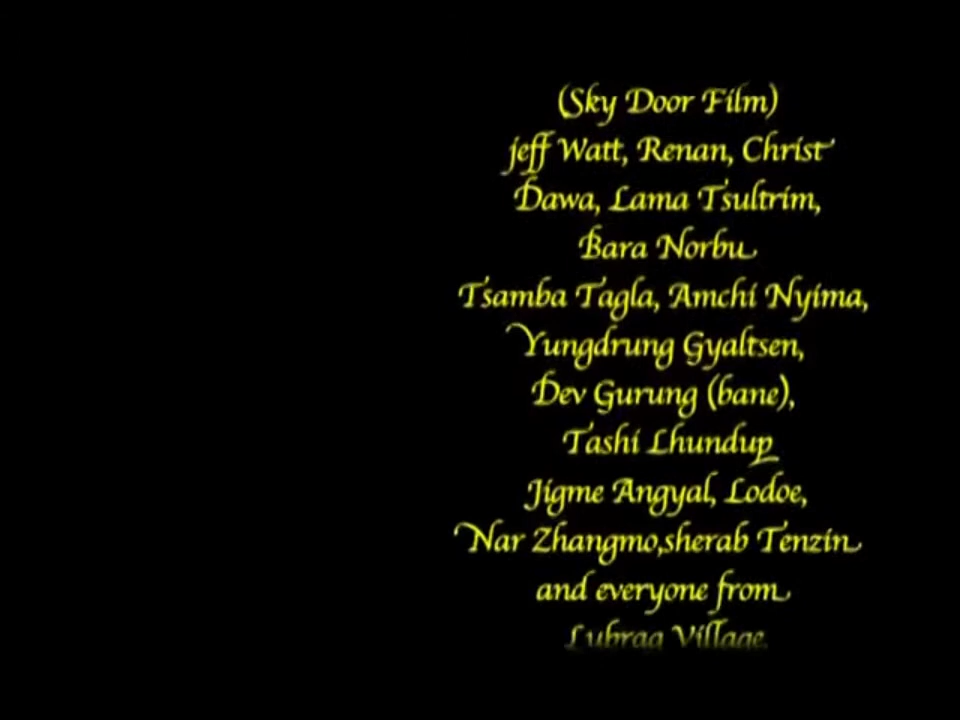 (Sky Door Film)
jeff Watt, Renan, Christ
Dawa, Lama Tsultrim,
Bara Norbu
Tsamba Tagla, Amchi Nyima,
Yungdrung Gyaltsen,
Dev Gurung (bane),
Tashi Lhundup
Jigme Angyal, Lodoe,
Nar Zhangmo,sherab Tenzin
and everyone from
Lubrag Village.